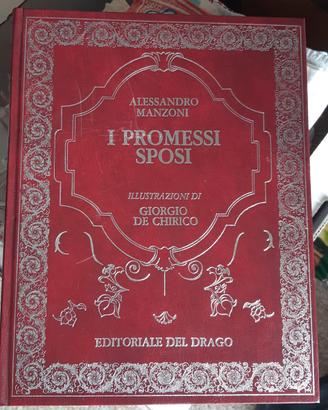 ALESSANDRO
MANZONI
I PROMESSI
SPOSI
ILLUSTRAZIONI DI
GIORGIO
DE CHIRICO
EDITORIALE DEL DRAGO